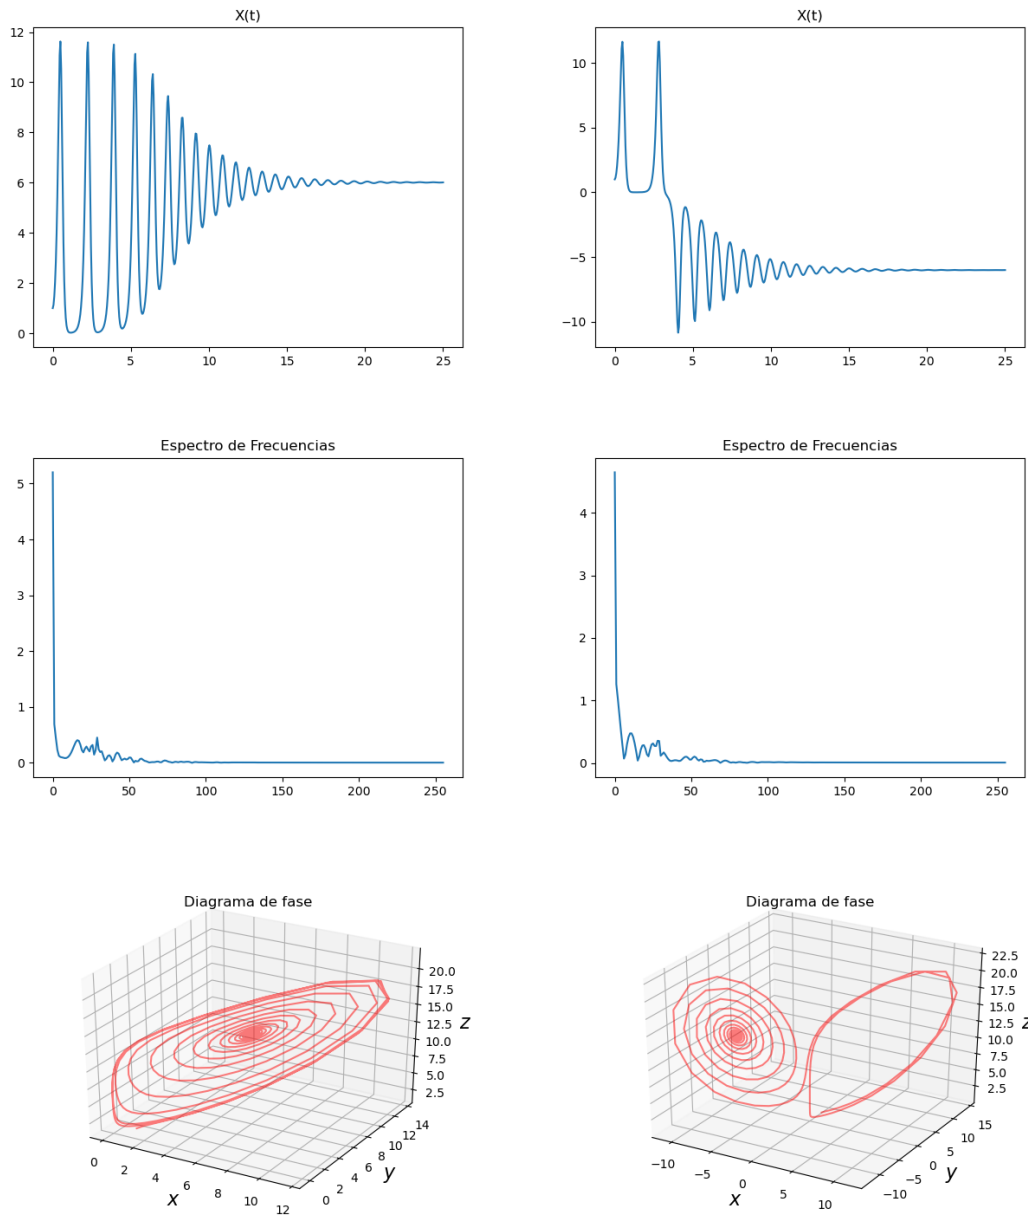 X(t)
12
10
8
6
4
2
0
0 5 10 15 20 25
X(t)
10
5
0
−5
−10
0 5 10 15 20 25
Espectro de Frecuencias
5
4
3
2
1
0
0 50 100 150 200 250
Espectro de Frecuencias
4
3
2
1
0
0 50 100 150 200 250
Diagrama de fase
20.0
17.5
15.0
12.5
10.0
7.5
5.0
2.5
z
0 2 4 6 8 10 12
x
0 2 4 6 8 10 12 14
y
Diagrama de fase
22.5
20.0
17.5
15.0
12.5
10.0
7.5
5.0
2.5
z
−10 −5 0 5 10
x
−10 −5 0 5 10 15
y